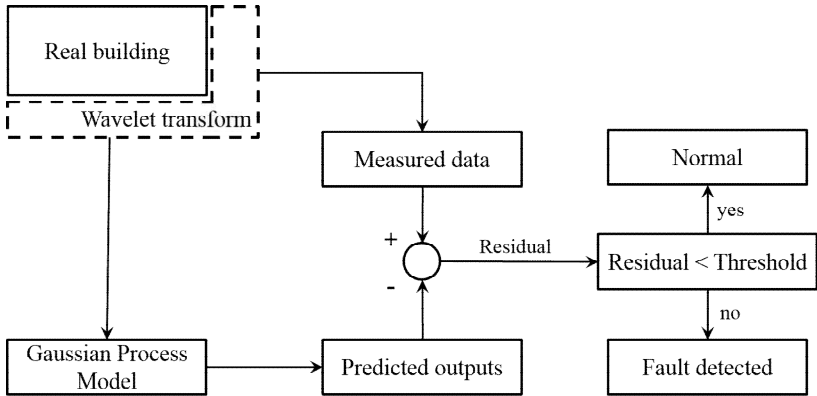 Real building
Wavelet transform
Measured data
Normal
yes
+
Residual
Residual < Threshold
-
no
Gaussian Process
Model
Predicted outputs
Fault detected